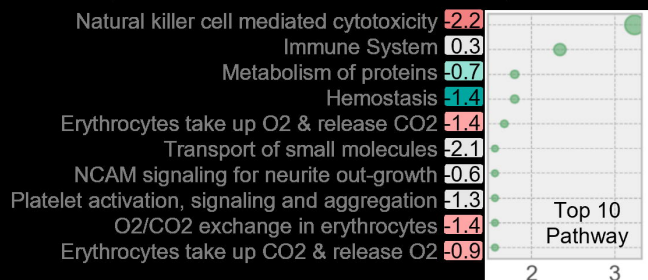 Natural killer cell mediated cytotoxicity -2.2
Immune System 0.3
Metabolism of proteins -0.7
Hemostasis -1.4
Erythrocytes take up O2 & release CO2 -1.4
Transport of small molecules -2.1
NCAM signaling for neurite out-growth -0.6
Platelet activation, signaling and aggregation -1.3
O2/CO2 exchange in erythrocytes -1.4
Erythrocytes take up CO2 & release O2 -0.9
Top 10
Pathway
2 3